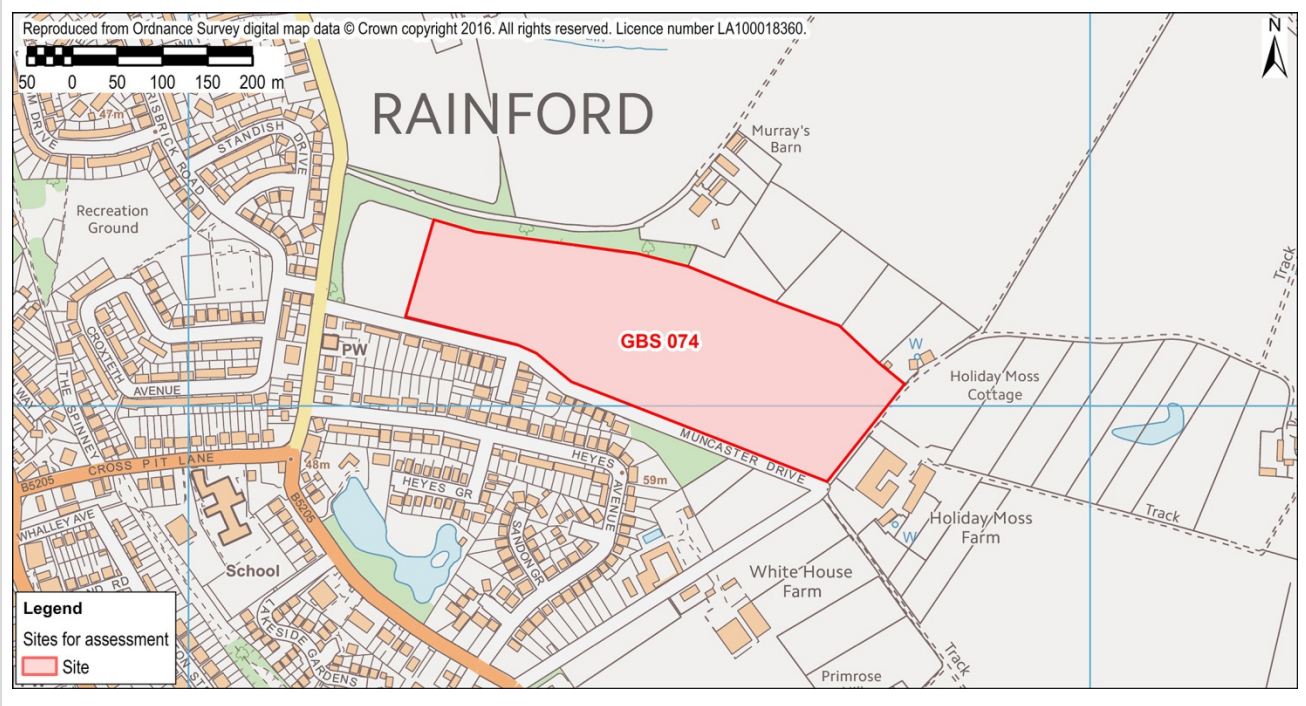 Reproduced from Ordnance Survey digital map data © Crown copyright 2016. All rights reserved. Licence number LA100018360.
N
50 0 50 100 150 200 m
RAINFORD
47m
STANDISH
DRIVE
Murray's
Barn
Recreation
Ground
Track
GBS 074
W
PW
CROXTETH
AVENUE
THE SPINNEY
Holiday Moss
Cottage
MUNCASTER DRIVE
CROSS PIT LANE
B5205
48m
B5205
HEYES
AVENUE
HEYES GR
59m
SANDON GR
WHALLEY AVE
Track
Holiday Moss
Farm
W
School
White House
Farm
LAKESIDE
GARDENS
Track
Primrose
Legend
Sites for assessment
Site